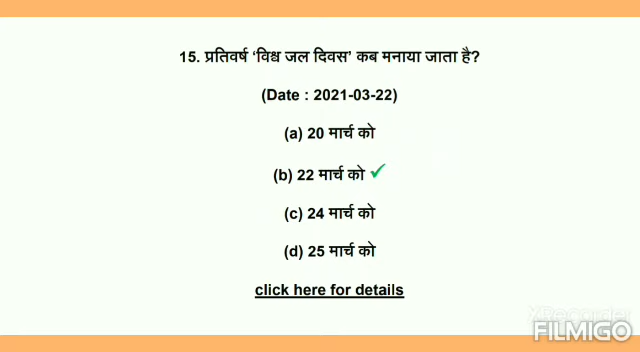 15. प्रतिवर्ष ‘विश्व जल दिवस’ कब मनाया जाता है?
(Date : 2021-03-22)
(a) 20 मार्च को
(b) 22 मार्च को ✓
(c) 24 मार्च को
(d) 25 मार्च को
click here for details
XRecorder
FILMIGO